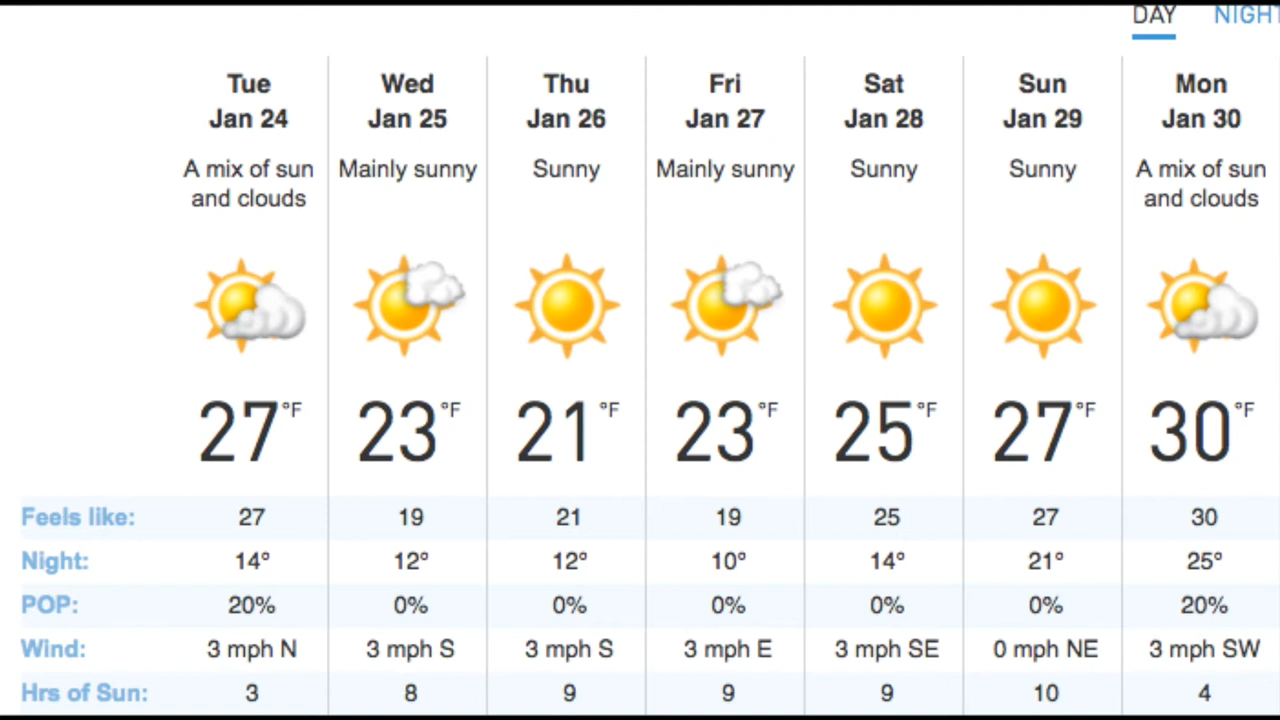 DAY NIGHT
Tue Wed Thu Fri Sat Sun Mon
Jan 24 Jan 25 Jan 26 Jan 27 Jan 28 Jan 29 Jan 30
A mix of sun Mainly sunny Sunny Mainly sunny Sunny Sunny A mix of sun
and clouds and clouds
27°F 23°F 21°F 23°F 25°F 27°F 30°F
Feels like: 27 19 21 19 25 27 30
Night: 14° 12° 12° 10° 14° 21° 25°
POP: 20% 0% 0% 0% 0% 0% 20%
Wind: 3 mph N 3 mph S 3 mph S 3 mph E 3 mph SE 0 mph NE 3 mph SW
Hrs of Sun: 3 8 9 9 9 10 4